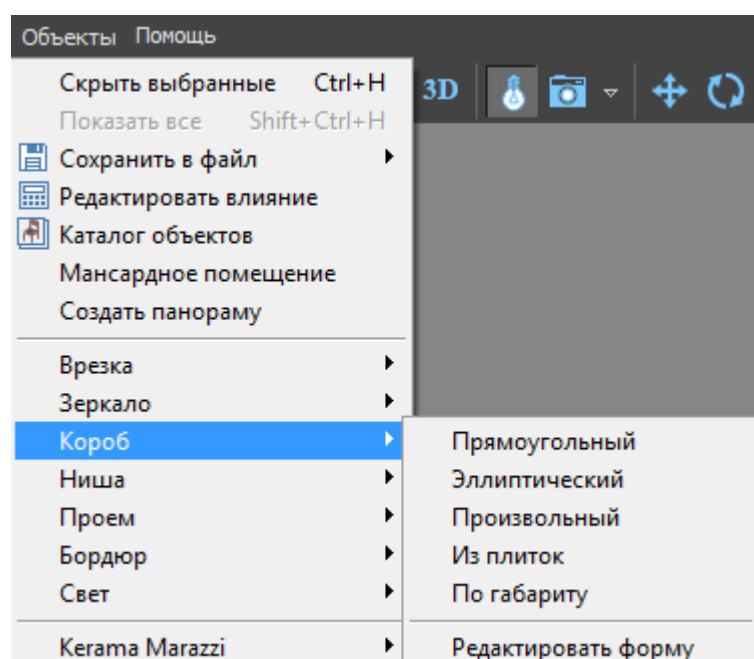 Объекты Помощь
Скрыть выбранные Ctrl+H
3D
Показать все Shift+Ctrl+H
Сохранить в файл
Редактировать влияние
Каталог объектов
Мансардное помещение
Создать панораму
Врезка
Зеркало
Короб
Прямоугольный
Ниша
Эллиптический
Проем
Произвольный
Бордюр
Из плиток
Свет
По габариту
Kerama Marazzi
Редактировать форму